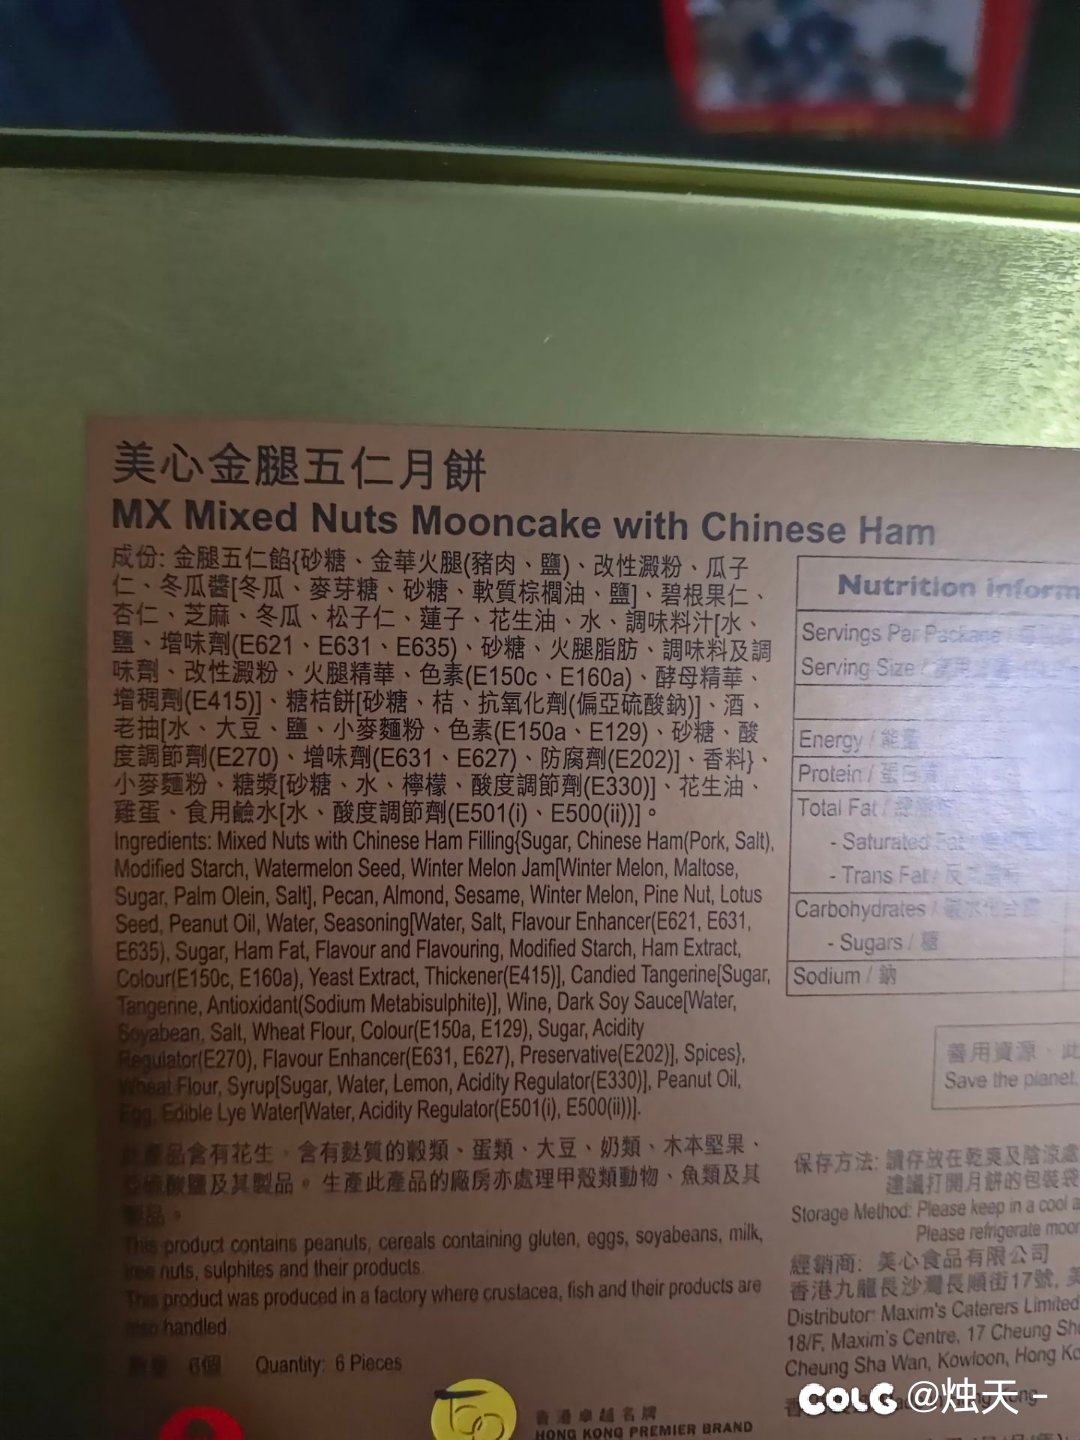 美心金腿五仁月餅
MX Mixed Nuts Mooncake with Chinese Ham
成份: 金腿五仁餡{砂糖、金華火腿(豬肉、鹽)、改性澱粉、瓜子
仁、冬瓜醬[冬瓜、麥芽糖、砂糖、軟質棕櫚油、鹽]、碧根果仁、
杏仁、芝麻、冬瓜、松子仁、蓮子、花生油、水、調味料汁[水、
鹽、增味劑(E621、E631、E635)、砂糖、火腿脂肪、調味料及調
味劑、改性澱粉、火腿精華、色素(E150c、E160a)、酵母精華、
增稠劑(E415)]、糖桔餅[砂糖、桔、抗氧化劑(偏亞硫酸鈉)]、酒、
老抽[水、大豆、鹽、小麥麵粉、色素(E150a、E129)、砂糖、酸
度調節劑(E270)、增味劑(E631、E627)、防腐劑(E202)]、香料}、
小麥麵粉、糖漿[砂糖、水、檸檬、酸度調節劑(E330)]、花生油、
雞蛋、食用鹼水[水、酸度調節劑(E501(i)、E500(ii))]。
Ingredients: Mixed Nuts with Chinese Ham Filling{Sugar, Chinese Ham(Pork, Salt),
Modified Starch, Watermelon Seed, Winter Melon Jam[Winter Melon, Maltose,
Sugar, Palm Olein, Salt], Pecan, Almond, Sesame, Winter Melon, Pine Nut, Lotus
Seed, Peanut Oil, Water, Seasoning[Water, Salt, Flavour Enhancer(E621, E631,
E635), Sugar, Ham Fat, Flavour and Flavouring, Modified Starch, Ham Extract,
Colour(E150c, E160a), Yeast Extract, Thickener(E415)], Candied Tangerine[Sugar,
Tangerine, Antioxidant(Sodium Metabisulphite)], Wine, Dark Soy Sauce[Water,
Soyabean, Salt, Wheat Flour, Colour(E150a, E129), Sugar, Acidity
Regulator(E270), Flavour Enhancer(E631, E627), Preservative(E202)], Spices},
Wheat Flour, Syrup[Sugar, Water, Lemon, Acidity Regulator(E330)], Peanut Oil,
Egg, Edible Lye Water[Water, Acidity Regulator(E501(i), E500(ii))].
此產品含有花生、含有麩質的穀類、蛋類、大豆、奶類、木本堅果、
亞硫酸鹽及其製品。生產此產品的廠房亦處理甲殼類動物、魚類及其
製品。
This product contains peanuts, cereals containing gluten, eggs, soyabeans, milk,
tree nuts, sulphites and their products.
This product was produced in a factory where crustacea, fish and their products are
also handled.
數量: 6個 Quantity: 6 Pieces
香港卓越名牌
HONG KONG PREMIER BRAND
Nutrition Inform
Servings Per Package /
Serving Size /
Energy / 能量
Protein / 蛋白質
Total Fat / 總脂肪
- Saturated Fat /
- Trans Fat / 反式脂肪
Carbohydrates / 碳水化合物
- Sugars / 糖
Sodium / 鈉
善用資源、此
Save the planet.
保存方法: 請存放在乾爽及陰涼處
建議打開月餅的包裝袋
Storage Method: Please keep in a cool a
Please refrigerate moon
經銷商: 美心食品有限公司
香港九龍長沙灣長順街17號, 美
Distributor: Maxim's Caterers Limited
18/F, Maxim's Centre, 17 Cheung Sh
Cheung Sha Wan, Kowloon, Hong Ko
COLG @烛天-